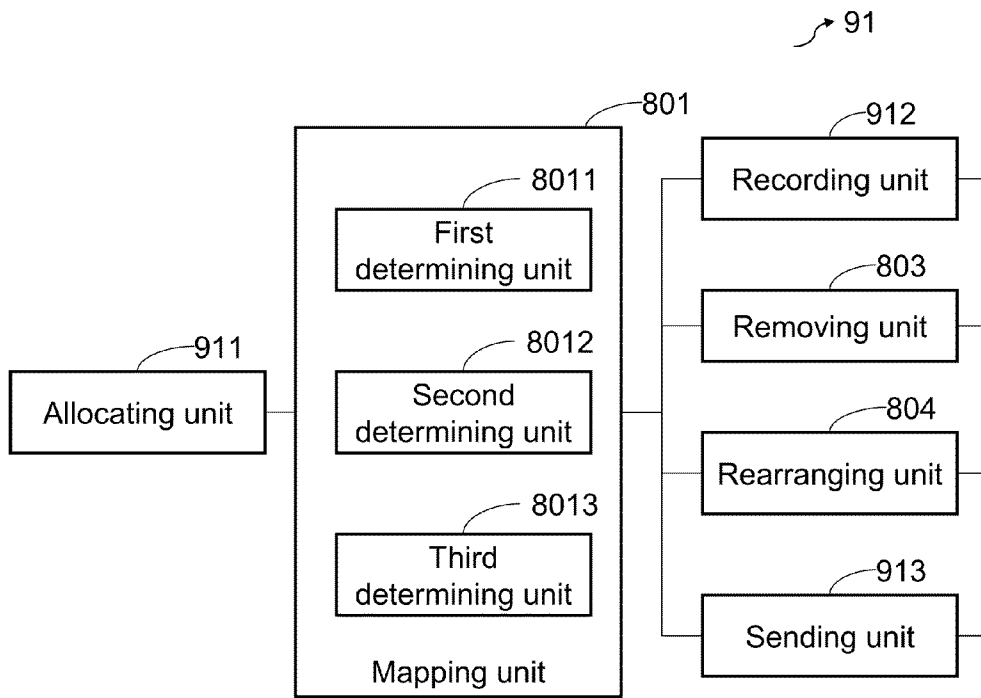 91
801
912
Recording unit
8011
First
determining unit
803
Removing unit
911
Allocating unit
8012
Second
determining unit
804
Rearranging unit
8013
Third
determining unit
913
Sending unit
Mapping unit